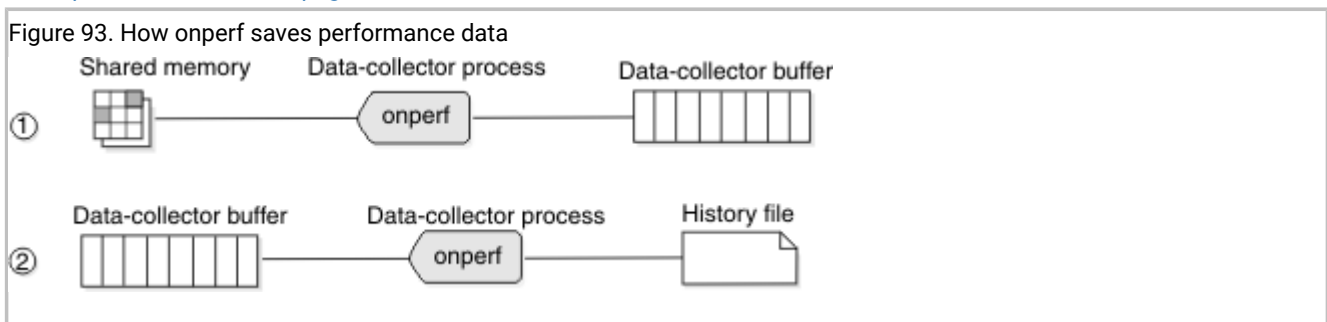 Figure 93. How onperf saves performance data
Shared memory Data-collector process Data-collector buffer
① onperf
Data-collector buffer Data-collector process History file
② onperf